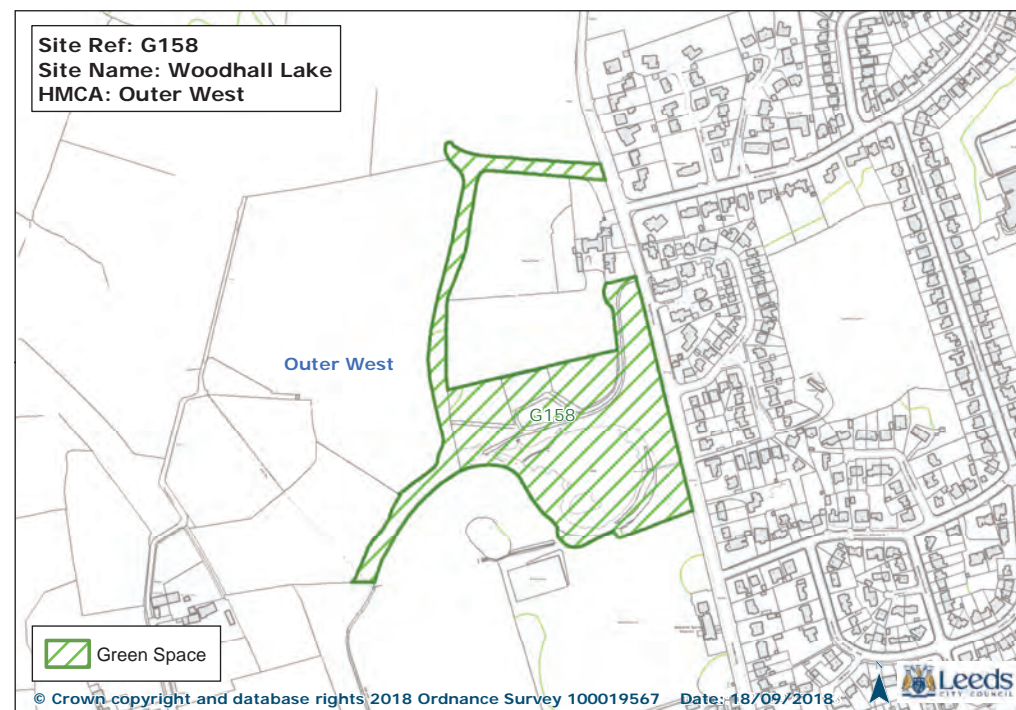 Site Ref: G158
Site Name: Woodhall Lake
HMCA: Outer West
Outer West
G158
Green Space
© Crown copyright and database rights 2018 Ordnance Survey 100019567 Date: 18/09/2018
Leeds
CITY COUNCIL